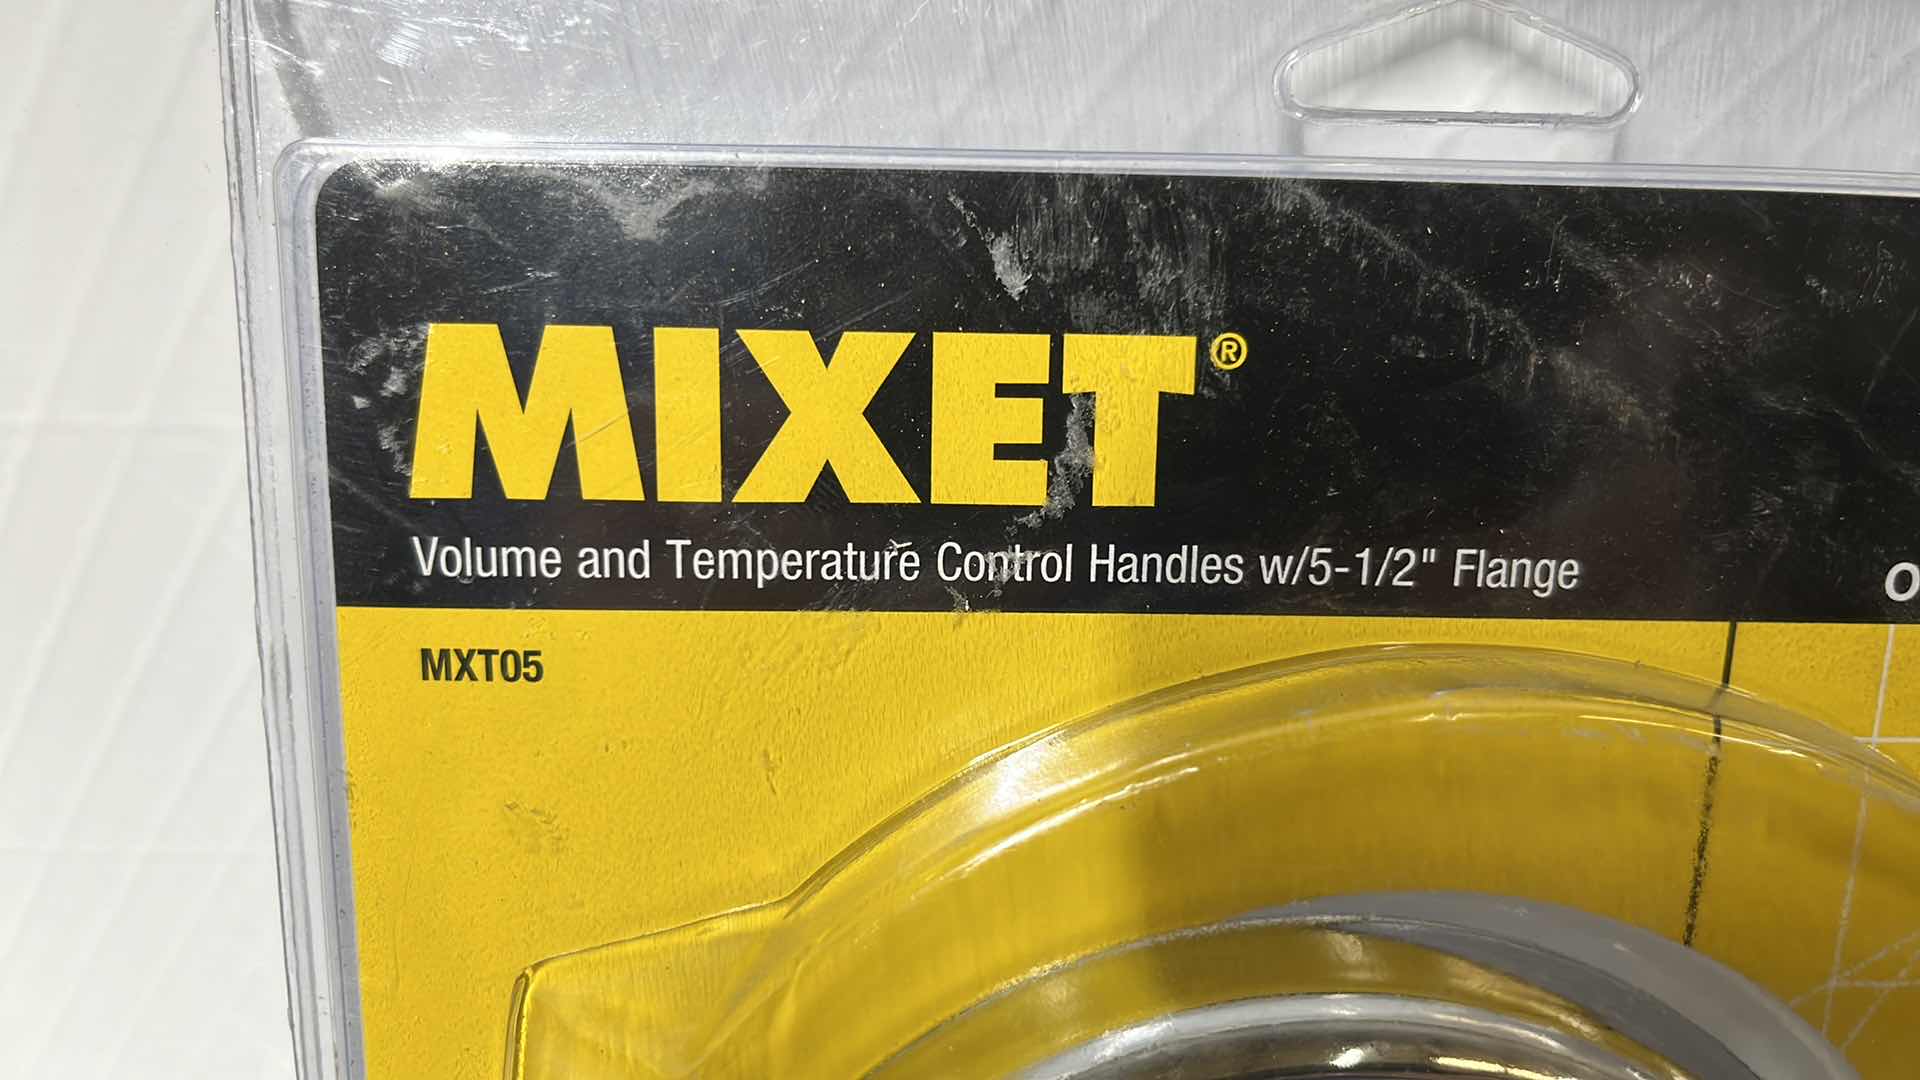 MIXET®
Volume and Temperature Control Handles w/5-1/2" Flange
MXT05